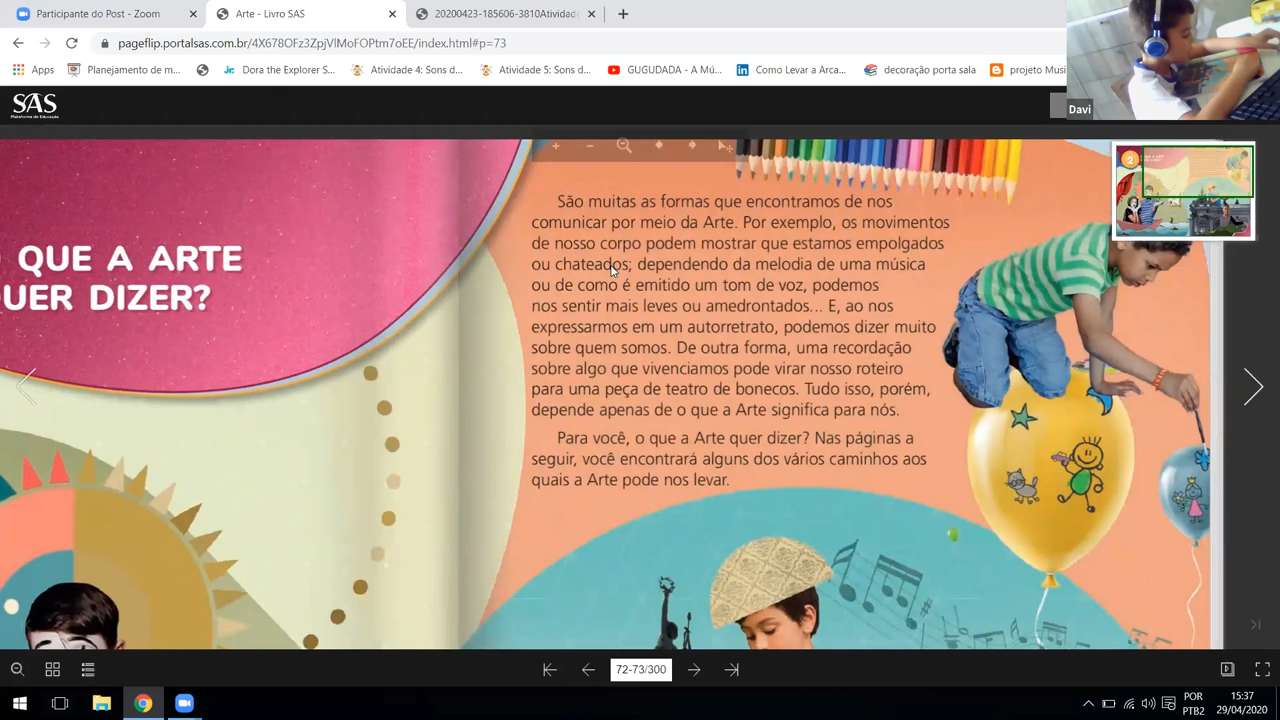 Participante do Post - Zoom
Arte - Livro SAS
20200423-185606-3810Atividade
pageflip.portalsas.com.br/4X678OFz3ZpjVlMoFOPtm7oEE/index.html#p=73
Apps
Planejamento de m...
Dora the Explorer S...
Atividade 4: Sons d...
Atividade 5: Sons d...
GUGUDADA - A Mú...
Como Levar a Arca...
decoração porta sala
projeto Musi
Davi
SAS
Plataforma de Educação
2
QUE A ARTE
QUER DIZER?
São muitas as formas que encontramos de nos
comunicar por meio da Arte. Por exemplo, os movimentos
de nosso corpo podem mostrar que estamos empolgados
ou chateados; dependendo da melodia de uma música
ou de como é emitido um tom de voz, podemos
nos sentir mais leves ou amedrontados... E, ao nos
expressarmos em um autorretrato, podemos dizer muito
sobre quem somos. De outra forma, uma recordação
sobre algo que vivenciamos pode virar nosso roteiro
para uma peça de teatro de bonecos. Tudo isso, porém,
depende apenas de o que a Arte significa para nós.
Para você, o que a Arte quer dizer? Nas páginas a
seguir, você encontrará alguns dos vários caminhos aos
quais a Arte pode nos levar.
72-73/300
POR
PTB2
15:37
29/04/2020